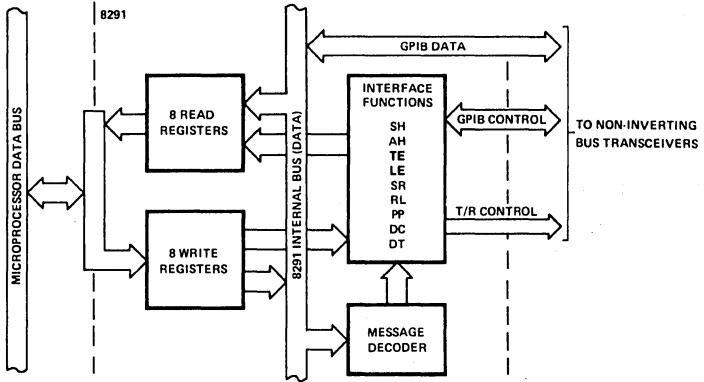 8291
GPIB DATA
MICROPROCESSOR DATA BUS
8 READ
REGISTERS
8291 INTERNAL BUS (DATA)
INTERFACE
FUNCTIONS
SH
AH
TE
LE
SR
RL
PP
DC
DT
GPIB CONTROL
TO NON-INVERTING
BUS TRANSCEIVERS
T/R CONTROL
8 WRITE
REGISTERS
MESSAGE
DECODER